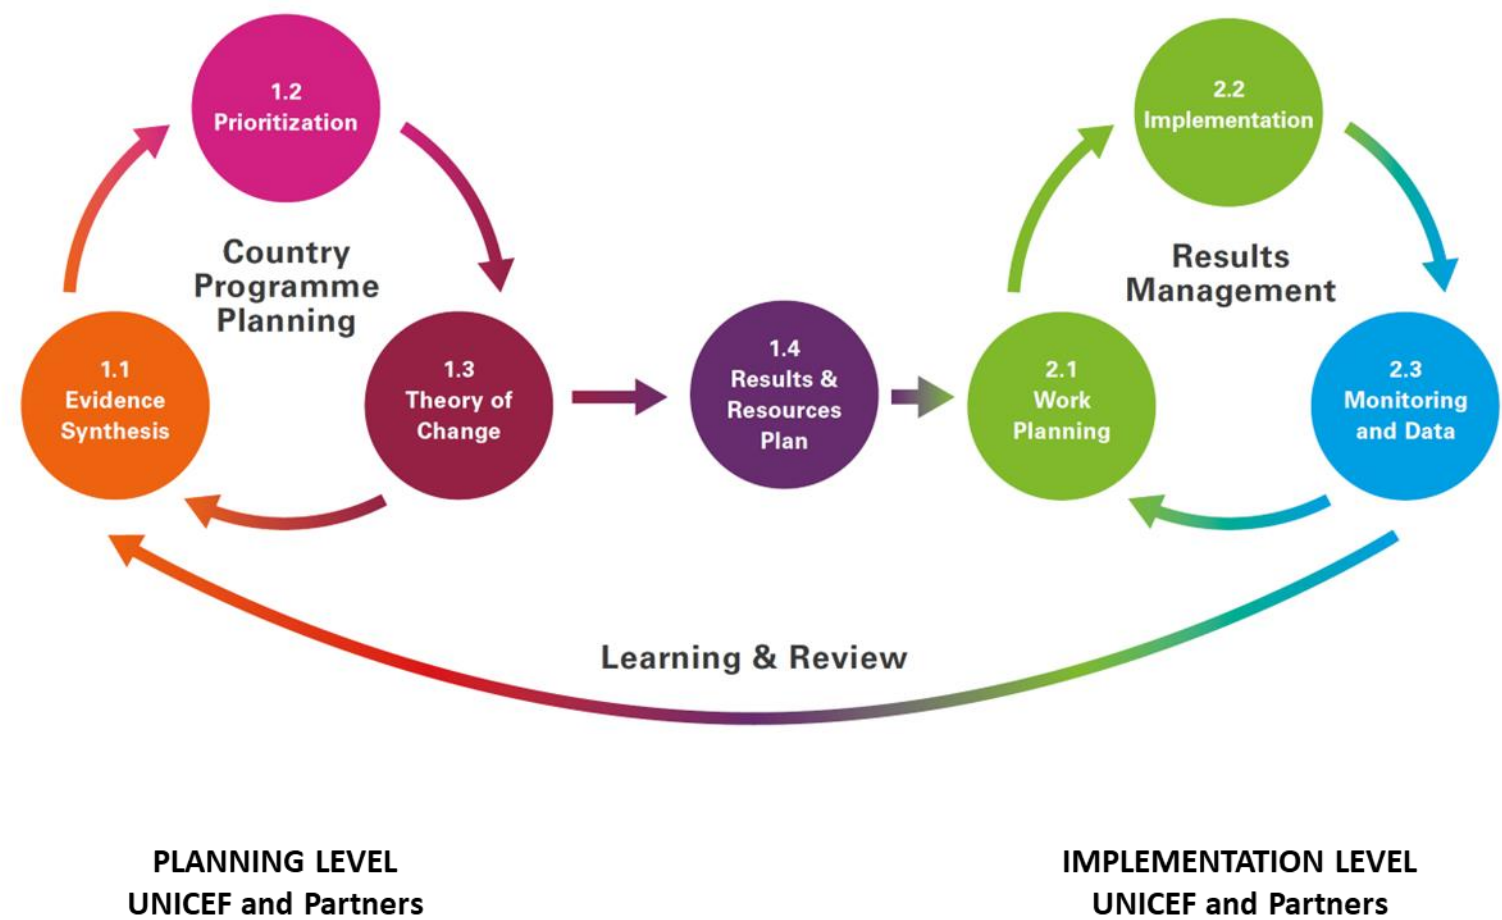 1.2
Prioritization
Country
Programme
Planning
1.1
Evidence
Synthesis
1.3
Theory of
Change
1.4
Results &
Resources
Plan
2.2
Implementation
Results
Management
2.1
Work
Planning
2.3
Monitoring
and Data
Learning & Review
PLANNING LEVEL
UNICEF and Partners
IMPLEMENTATION LEVEL
UNICEF and Partners